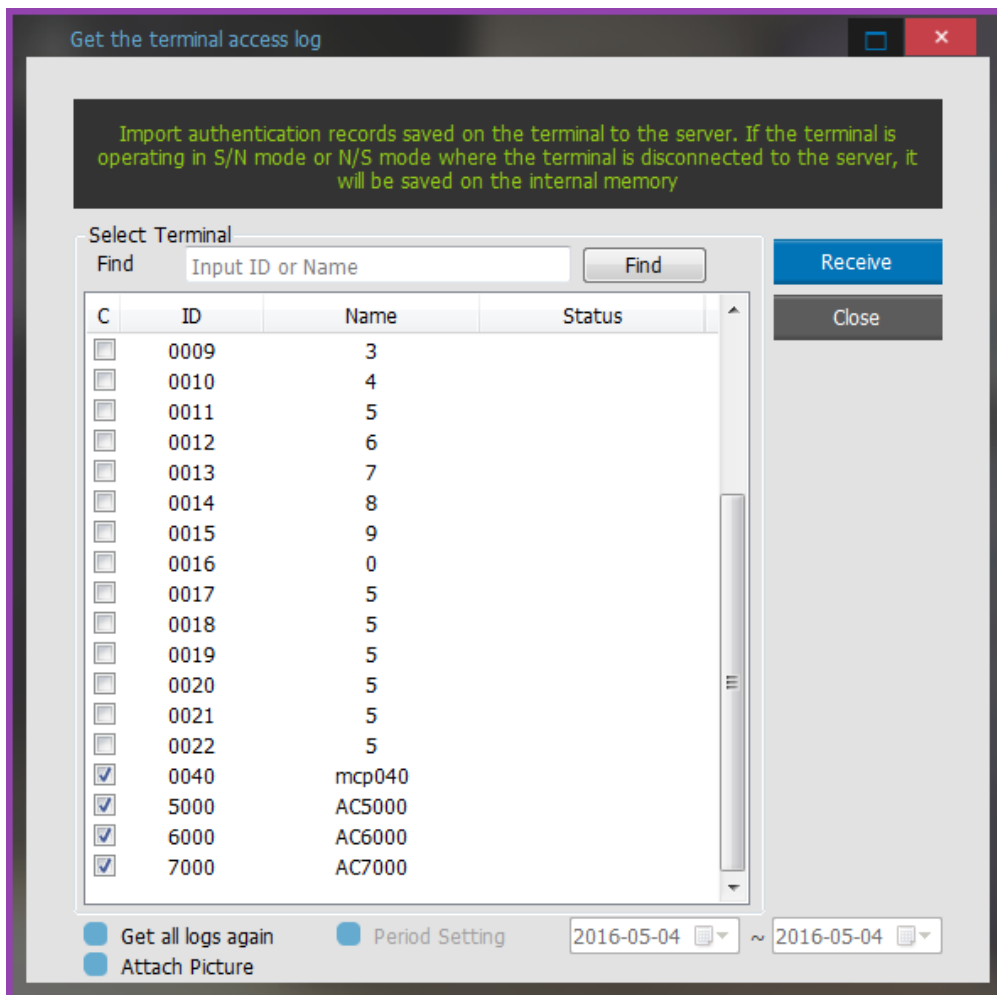 Get the terminal access log
Import authentication records saved on the terminal to the server. If the terminal is
operating in S/N mode or N/S mode where the terminal is disconnected to the server, it
will be saved on the internal memory
Select Terminal
Find Input ID or Name Find Receive
Close
C ID Name Status
0009 3
0010 4
0011 5
0012 6
0013 7
0014 8
0015 9
0016 0
0017 5
0018 5
0019 5
0020 5
0021 5
0022 5
0040 mcp040
5000 AC5000
6000 AC6000
7000 AC7000
Get all logs again Period Setting 2016-05-04 ~ 2016-05-04
Attach Picture